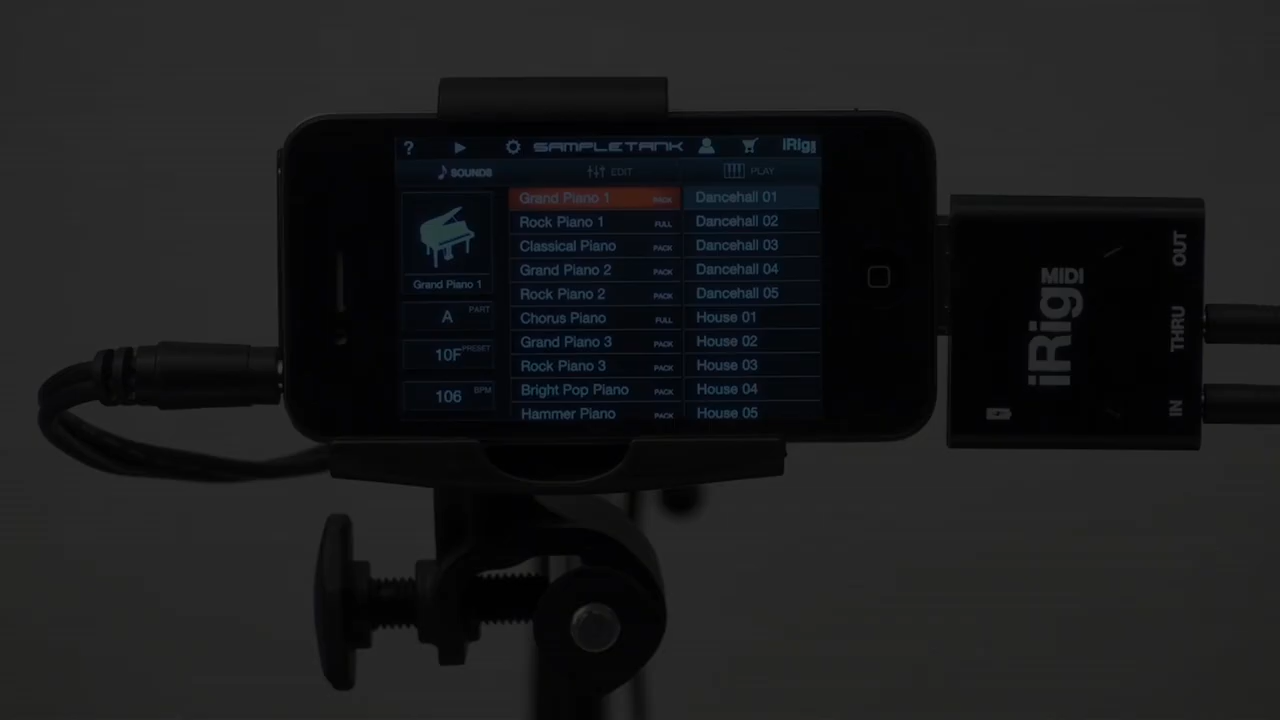 ? SAMPLETANK iRig
SOUNDS EDIT PLAY
Grand Piano 1
A PART
10F PRESET
106 BPM
Grand Piano 1 PACK
Rock Piano 1 FULL
Classical Piano PACK
Grand Piano 2 PACK
Rock Piano 2 PACK
Chorus Piano FULL
Grand Piano 3 PACK
Rock Piano 3 PACK
Bright Pop Piano PACK
Hammer Piano PACK
Dancehall 01
Dancehall 02
Dancehall 03
Dancehall 04
Dancehall 05
House 01
House 02
House 03
House 04
House 05
iRig MIDI
OUT
THRU
IN